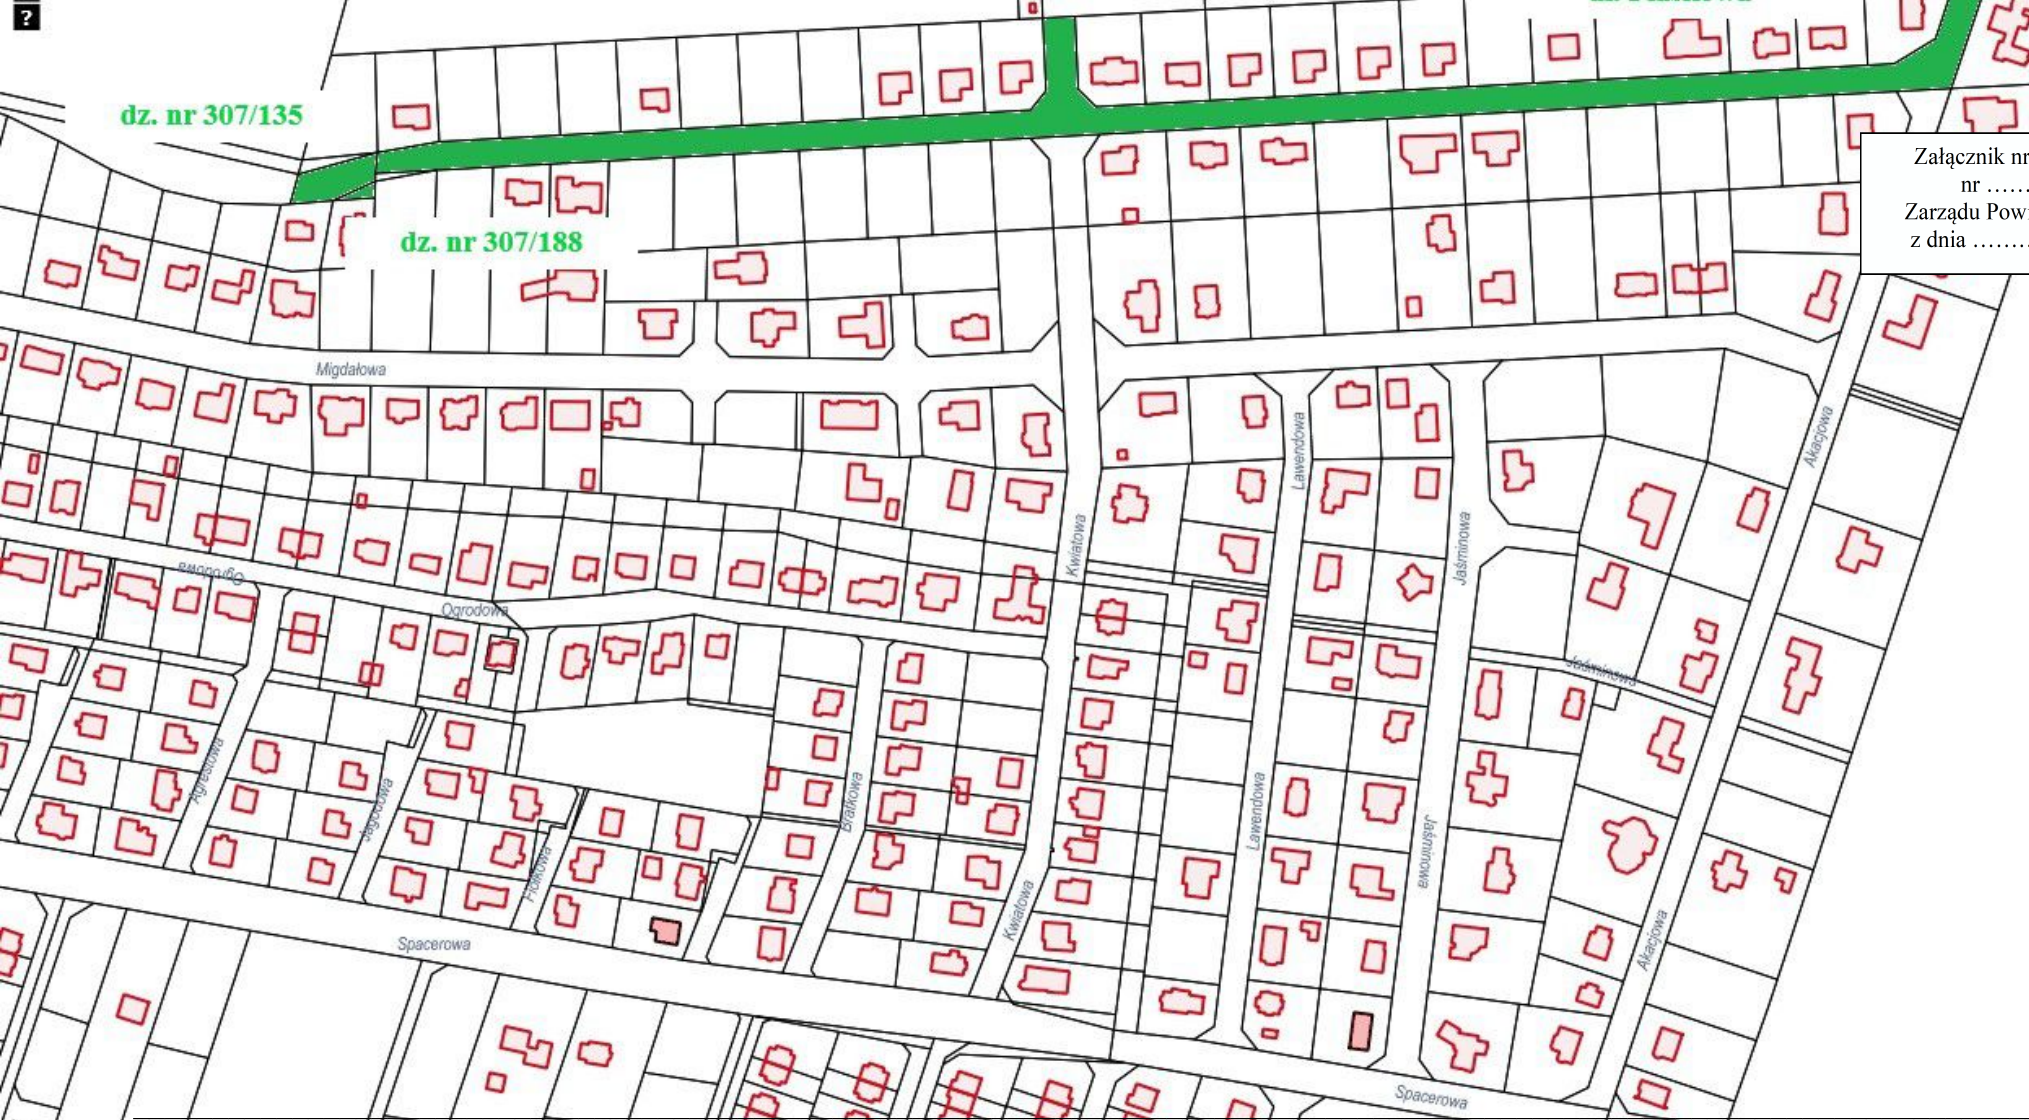 ?
dz. nr 307/135
Załącznik nr
nr ……
Zarządu Pow
z dnia ………
dz. nr 307/188
Migdałowa
Lawendowa
Akacjowa
Kwiatowa
Jaśminowa
Ogrodowa
Ogrodowa
Jaśminowa
Agrestowa
Jagodowa
Bratkowa
Lawendowa
Jaśminowa
Fiołkowa
Kwiatowa
Akacjowa
Spacerowa
Spacerowa